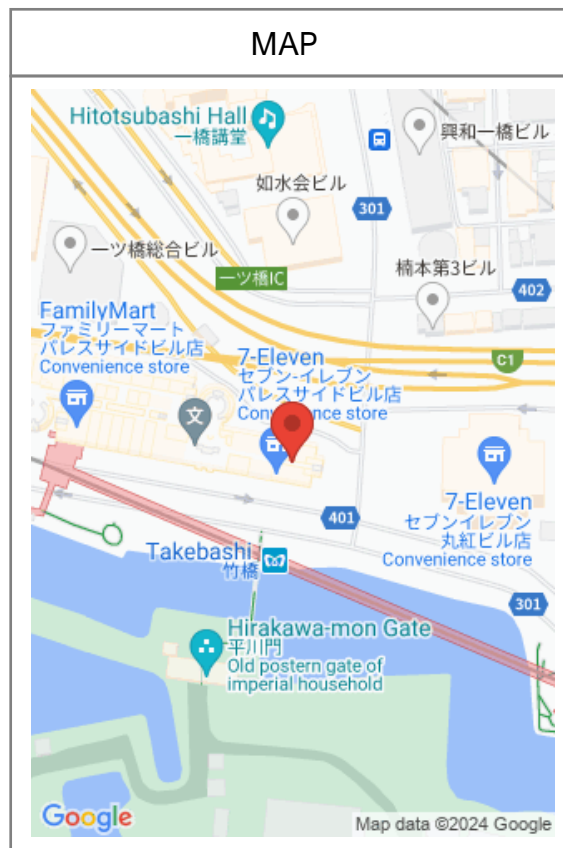 MAP
Hitotsubashi Hall
一橋講堂
興和一橋ビル
如水会ビル
301
一ツ橋総合ビル
一ツ橋IC
楠本第3ビル
402
FamilyMart
ファミリーマート
パレスサイドビル店
Convenience store
7-Eleven
セブン-イレブン
パレスサイドビル店
Convenience store
C1
文
7-Eleven
セブンイレブン
丸紅ビル店
Convenience store
401
Takebashi
竹橋
301
Hirakawa-mon Gate
平川門
Old postern gate of
imperial household
Google
Map data ©2024 Google